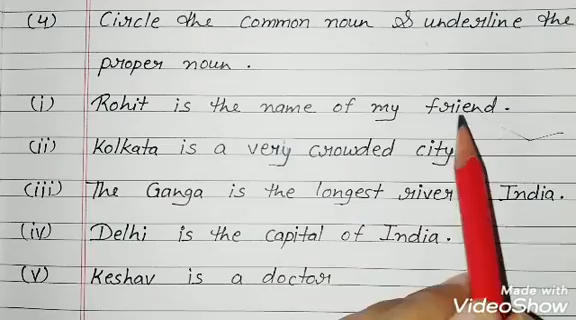 (4) Circle the common noun & underline the
proper noun.
(i) Rohit is the name of my friend.
(ii) Kolkata is a very crowded city
(iii) The Ganga is the longest river India.
(iv) Delhi is the capital of India.
(v) Keshav is a doctor
Made with
VideoShow